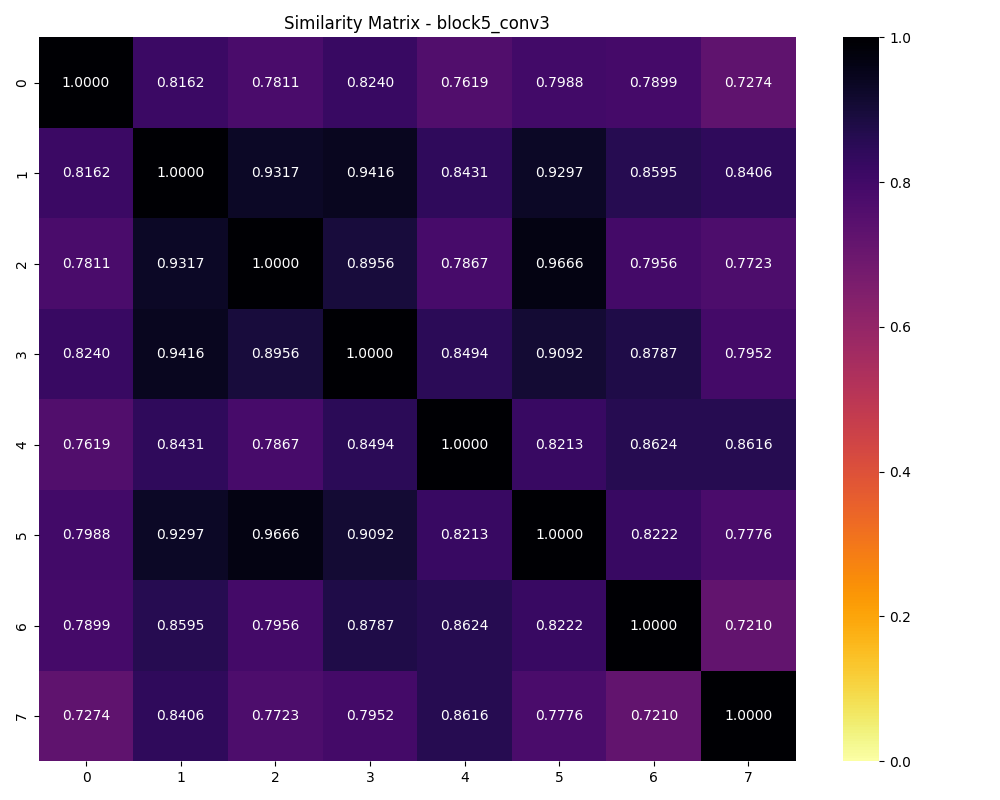 Similarity Matrix - block5_conv3
0 1.0000 0.8162 0.7811 0.8240 0.7619 0.7988 0.7899 0.7274
1 0.8162 1.0000 0.9317 0.9416 0.8431 0.9297 0.8595 0.8406
2 0.7811 0.9317 1.0000 0.8956 0.7867 0.9666 0.7956 0.7723
3 0.8240 0.9416 0.8956 1.0000 0.8494 0.9092 0.8787 0.7952
4 0.7619 0.8431 0.7867 0.8494 1.0000 0.8213 0.8624 0.8616
5 0.7988 0.9297 0.9666 0.9092 0.8213 1.0000 0.8222 0.7776
6 0.7899 0.8595 0.7956 0.8787 0.8624 0.8222 1.0000 0.7210
7 0.7274 0.8406 0.7723 0.7952 0.8616 0.7776 0.7210 1.0000
0 1 2 3 4 5 6 7
1.0
0.8
0.6
0.4
0.2
0.0